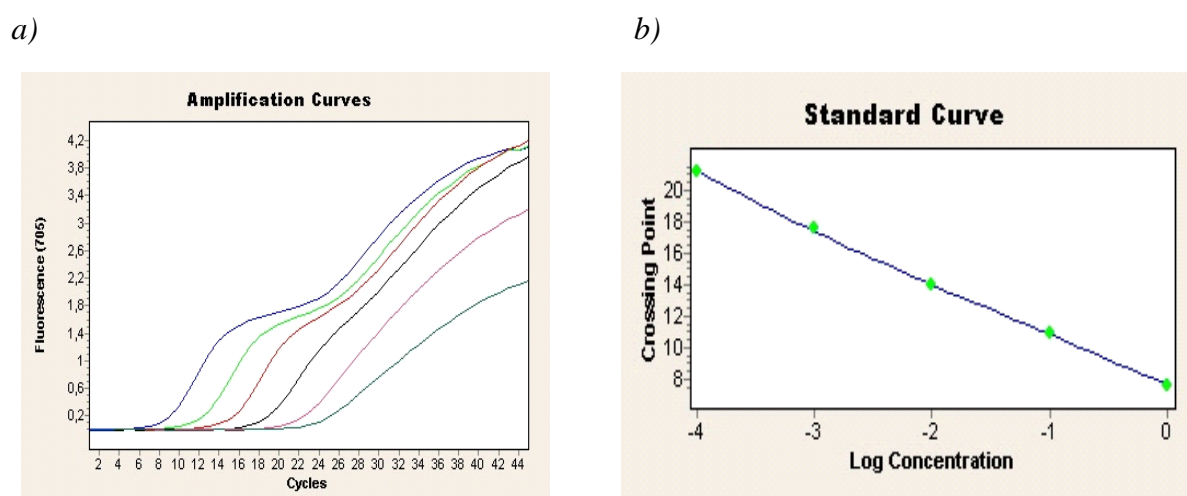 a)
b)
Amplification Curves
Fluorescence (705)
4,2
3,8
3,4
3
2,6
2,2
1,8
1,4
1
0,6
0,2
2 4 6 8 10 12 14 16 18 20 22 24 26 28 30 32 34 36 38 40 42 44
Cycles
Standard Curve
Crossing Point
20
18
16
14
12
10
8
-4 -3 -2 -1 0
Log Concentration